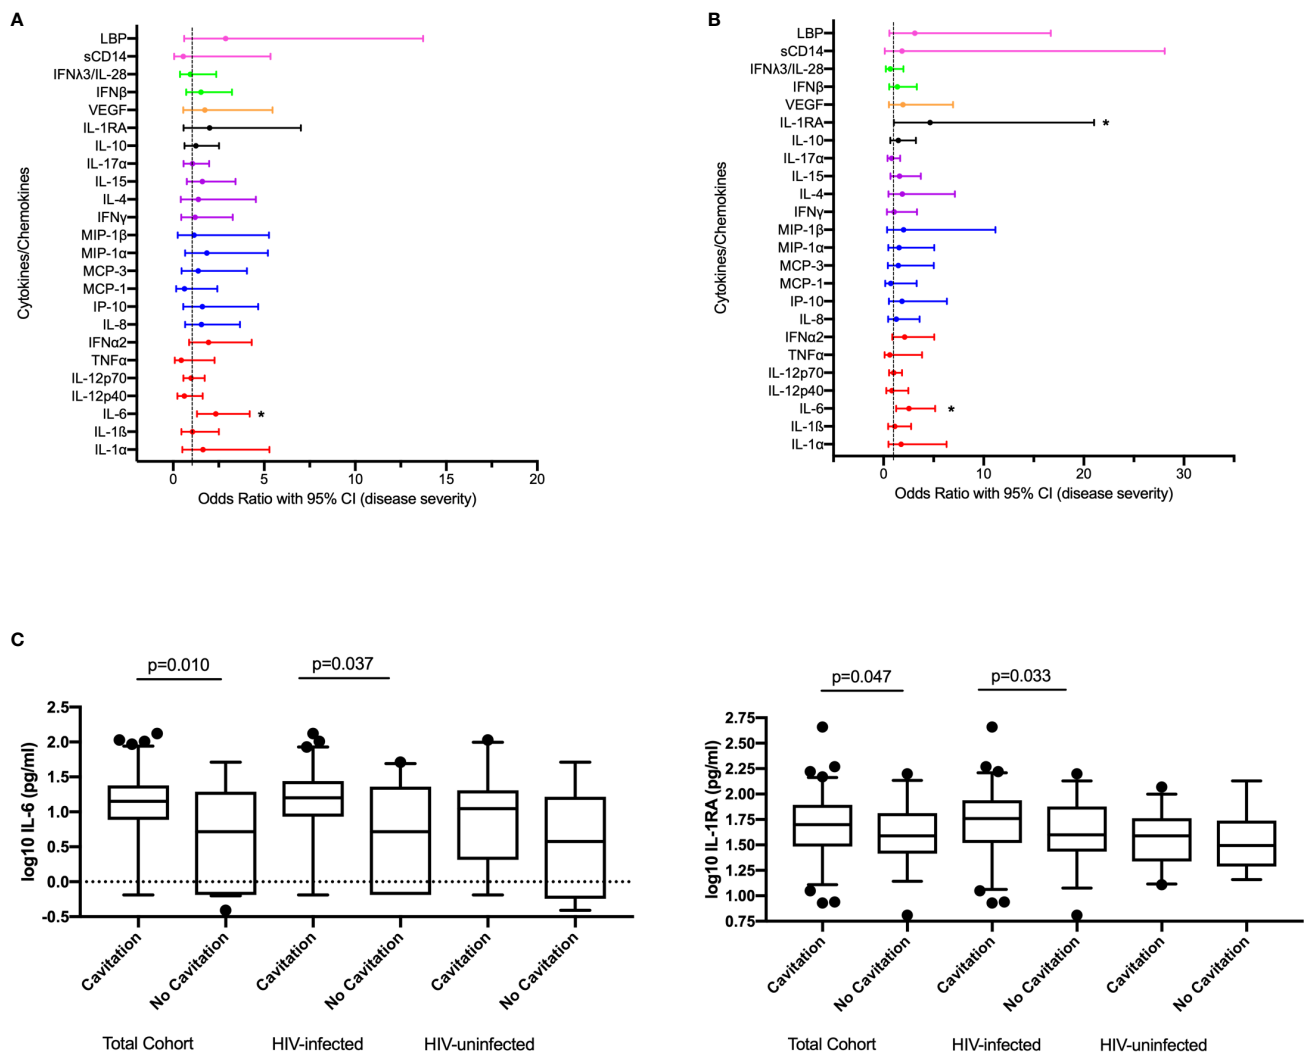 A
LBP
sCD14
IFNλ3/IL-28
IFNβ
VEGF
IL-1RA
IL-10
IL-17α
IL-15
IL-4
IFNγ
MIP-1β
MIP-1α
MCP-3
MCP-1
IP-10
IL-8
IFNα2
TNFα
IL-12p70
IL-12p40
IL-6
*
IL-1ß
IL-1α
Cytokines/Chemokines
0 5 10 15 20
Odds Ratio with 95% CI (disease severity)
B
LBP
sCD14
IFNλ3/IL-28
IFNβ
VEGF
IL-1RA
*
IL-10
IL-17α
IL-15
IL-4
IFNγ
MIP-1β
MIP-1α
MCP-3
MCP-1
IP-10
IL-8
IFNα2
TNFα
IL-12p70
IL-12p40
IL-6
*
IL-1ß
IL-1α
Cytokines/Chemokines
0 10 20 30
Odds Ratio with 95% CI (disease severity)
C
p=0.010
p=0.037
2.5
2.0
1.5
1.0
0.5
0.0
-0.5
log10 IL-6 (pg/ml)
Cavitation
No Cavitation
Cavitation
No Cavitation
Cavitation
No Cavitation
Total Cohort
HIV-infected
HIV-uninfected
p=0.047
p=0.033
2.75
2.50
2.25
2.00
1.75
1.50
1.25
1.00
0.75
log10 IL-1RA (pg/ml)
Cavitation
No Cavitation
Cavitation
No Cavitation
Cavitation
No Cavitation
Total Cohort
HIV-infected
HIV-uninfected